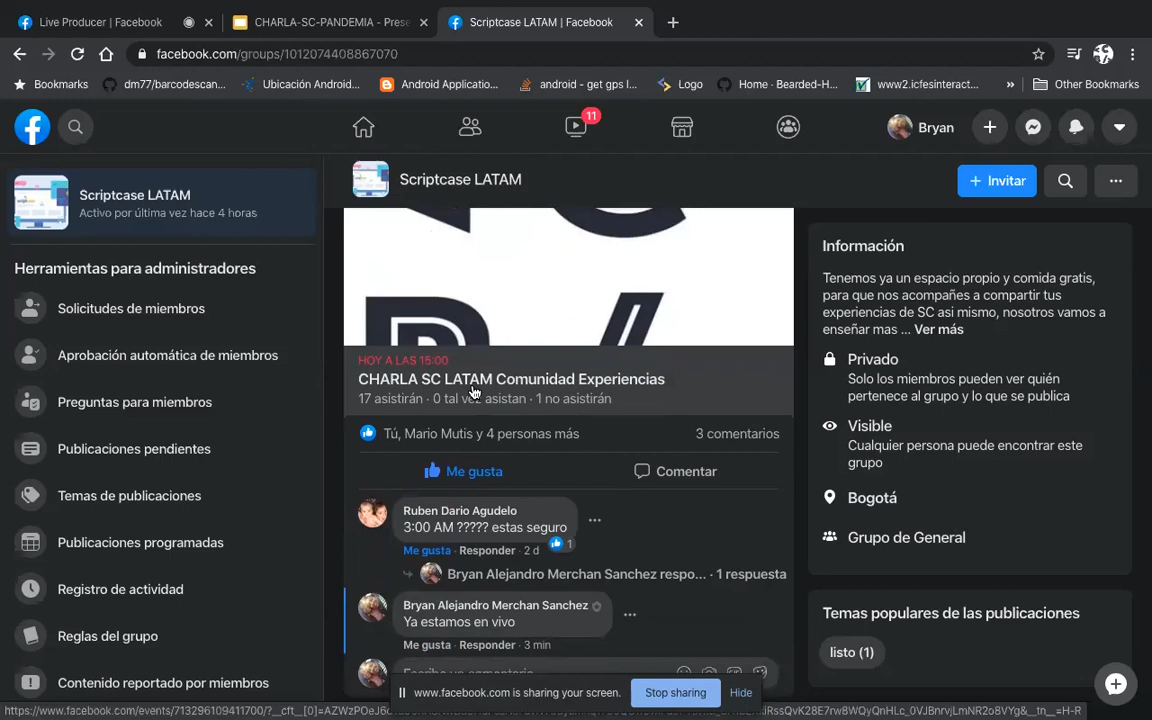 Live Producer | Facebook
CHARLA-SC-PANDEMIA - Prese
Scriptcase LATAM | Facebook
facebook.com/groups/1012074408867070
Bookmarks
dm77/barcodescan...
Ubicación Android...
Android Applicatio...
android - get gps l...
Logo
Home · Bearded-H...
www2.icfesinteract...
»
Other Bookmarks
11
Bryan
Scriptcase LATAM
Activo por última vez hace 4 horas
Herramientas para administradores
Solicitudes de miembros
Aprobación automática de miembros
Preguntas para miembros
Publicaciones pendientes
Temas de publicaciones
Publicaciones programadas
Registro de actividad
Reglas del grupo
Contenido reportado por miembros
Scriptcase LATAM
+ Invitar
HOY A LAS 15:00
CHARLA SC LATAM Comunidad Experiencias
17 asistirán · 0 tal vez asistan · 1 no asistirán
Tú, Mario Mutis y 4 personas más
3 comentarios
Me gusta
Comentar
Ruben Dario Agudelo
3:00 AM ????? estas seguro
1
Me gusta · Responder · 2 d
Bryan Alejandro Merchan Sanchez respo... · 1 respuesta
Bryan Alejandro Merchan Sanchez
Ya estamos en vivo
Me gusta · Responder · 3 min
Información
Tenemos ya un espacio propio y comida gratis,
para que nos acompañes a compartir tus
experiencias de SC asi mismo, nosotros vamos a
enseñar mas ... Ver más
Privado
Solo los miembros pueden ver quién
pertenece al grupo y lo que se publica
Visible
Cualquier persona puede encontrar este
grupo
Bogotá
Grupo de General
Temas populares de las publicaciones
listo (1)
www.facebook.com is sharing your screen.
Stop sharing
Hide